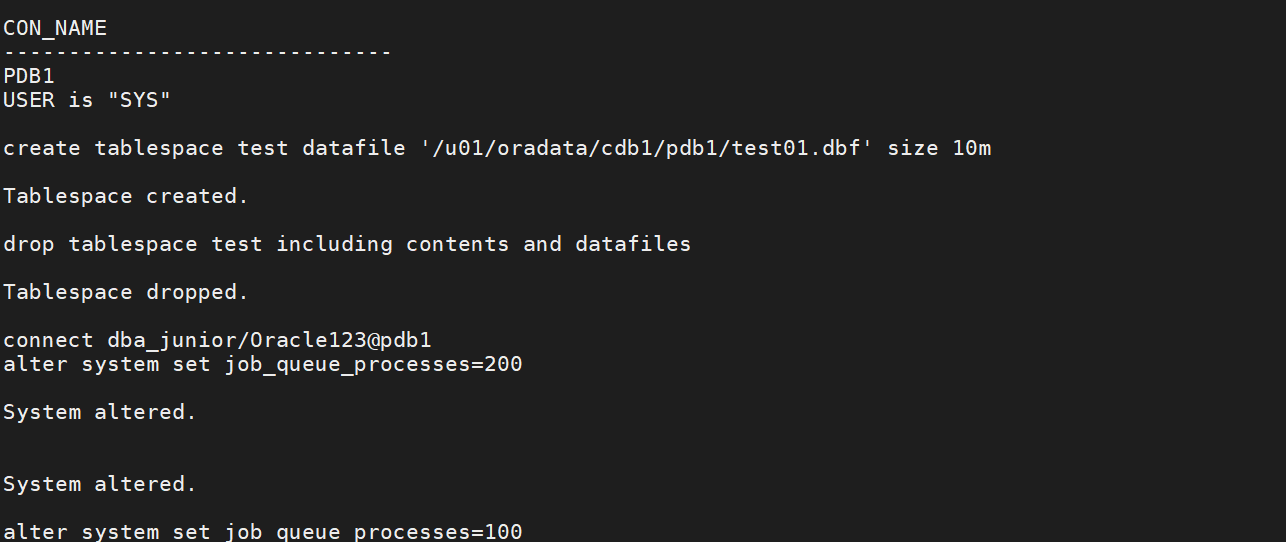 CON_NAME
------------------------------
PDB1
USER is "SYS"
create tablespace test datafile '/u01/oradata/cdb1/pdb1/test01.dbf' size 10m
Tablespace created.
drop tablespace test including contents and datafiles
Tablespace dropped.
connect dba_junior/Oracle123@pdb1
alter system set job_queue_processes=200
System altered.
System altered.
alter system set job_queue_processes=100